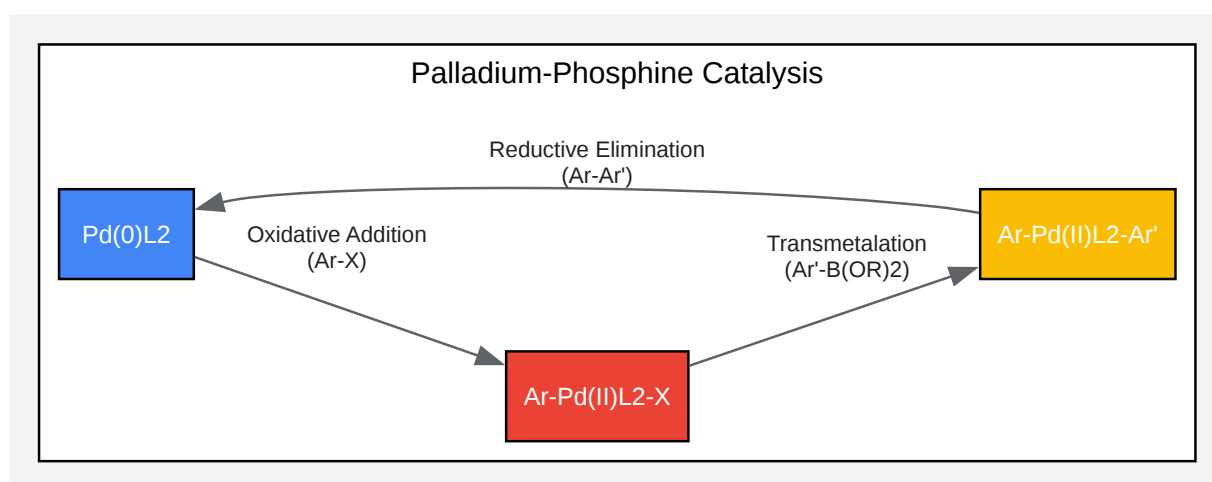 Palladium-Phosphine Catalysis
Reductive Elimination
(Ar-Ar')
Pd(0)L2
Oxidative Addition
(Ar-X)
Transmetalation
(Ar'-B(OR)2)
Ar-Pd(II)L2-Ar'
Ar-Pd(II)L2-X